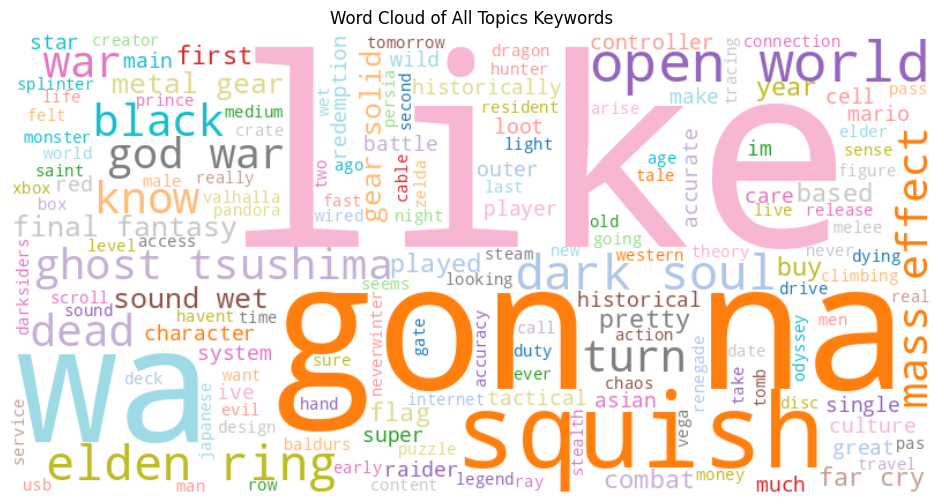 Word Cloud of All Topics Keywords
star
creator
tomorrow
dragon
controller
connection
war
main
first
like
wet
wild
hunter
open world
tracing
splinter
metal gear
redemption
gear solid
persia
second
historically
make
year
pass
life
prince
resident
cell
mario
felt
black
medium
crate
battle
loot
arise
accurate
elder
monster
god war
two
ago
light
im
sense
world
male
really
cable
zelda
outer
age
figure
saint
know
valhalla
last
tale
care
based
xbox
red
pandora
fast
wired
night
player
live
release
box
final fantasy
old
melee
mass effect
darksiders
level
access
going
ghost tsushima
played
steam
new
western
theory
never
dying
looking
dark soul
buy
climbing
scroll
sound wet
seems
drive
real
sound
havent
time
gonna
historical
men
dead
character
neverwinter
gate
accuracy
call
action
pretty
odyssey
wa
system
sure
duty
turn
date
deck
want
ever
chaos
renegade
take
tomb
ive
hand
internet
tactical
asian
disc
single
service
japanese
evil
flag
squish
vega
culture
design
super
stealth
great
pas
elden ring
baldurs
puzzle
early
raider
combat
money
travel
usb
man
row
content
legend
ray
much
far cry